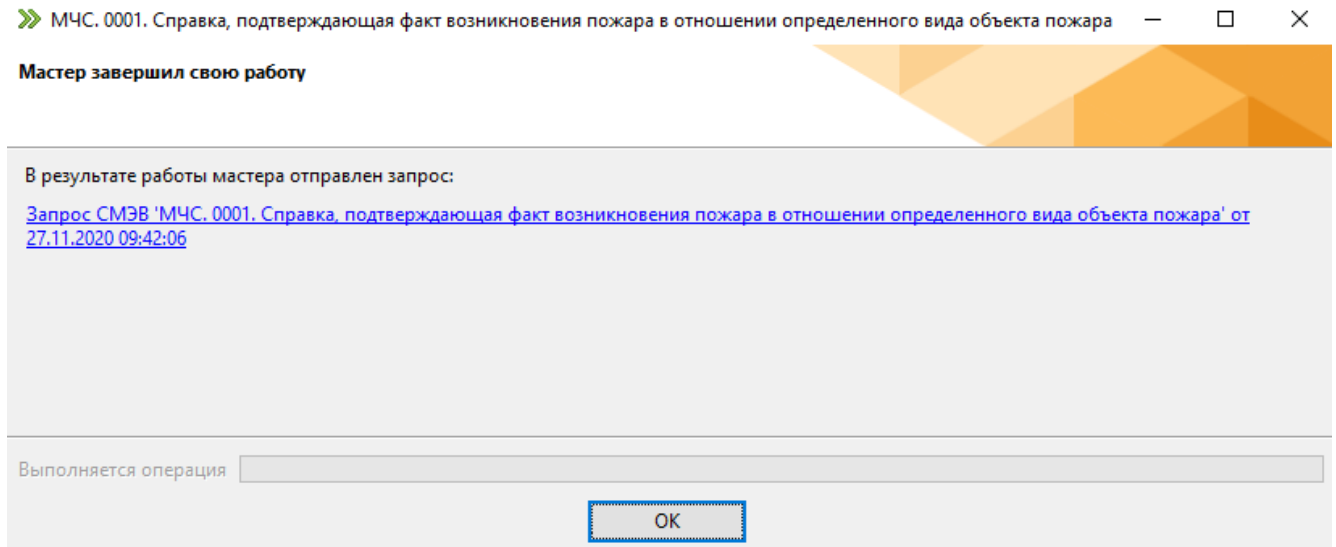 МЧС. 0001. Справка, подтверждающая факт возникновения пожара в отношении определенного вида объекта пожара
Мастер завершил свою работу
В результате работы мастера отправлен запрос:
Запрос СМЭВ 'МЧС. 0001. Справка, подтверждающая факт возникновения пожара в отношении определенного вида объекта пожара' от
27.11.2020 09:42:06
Выполняется операция
ОК